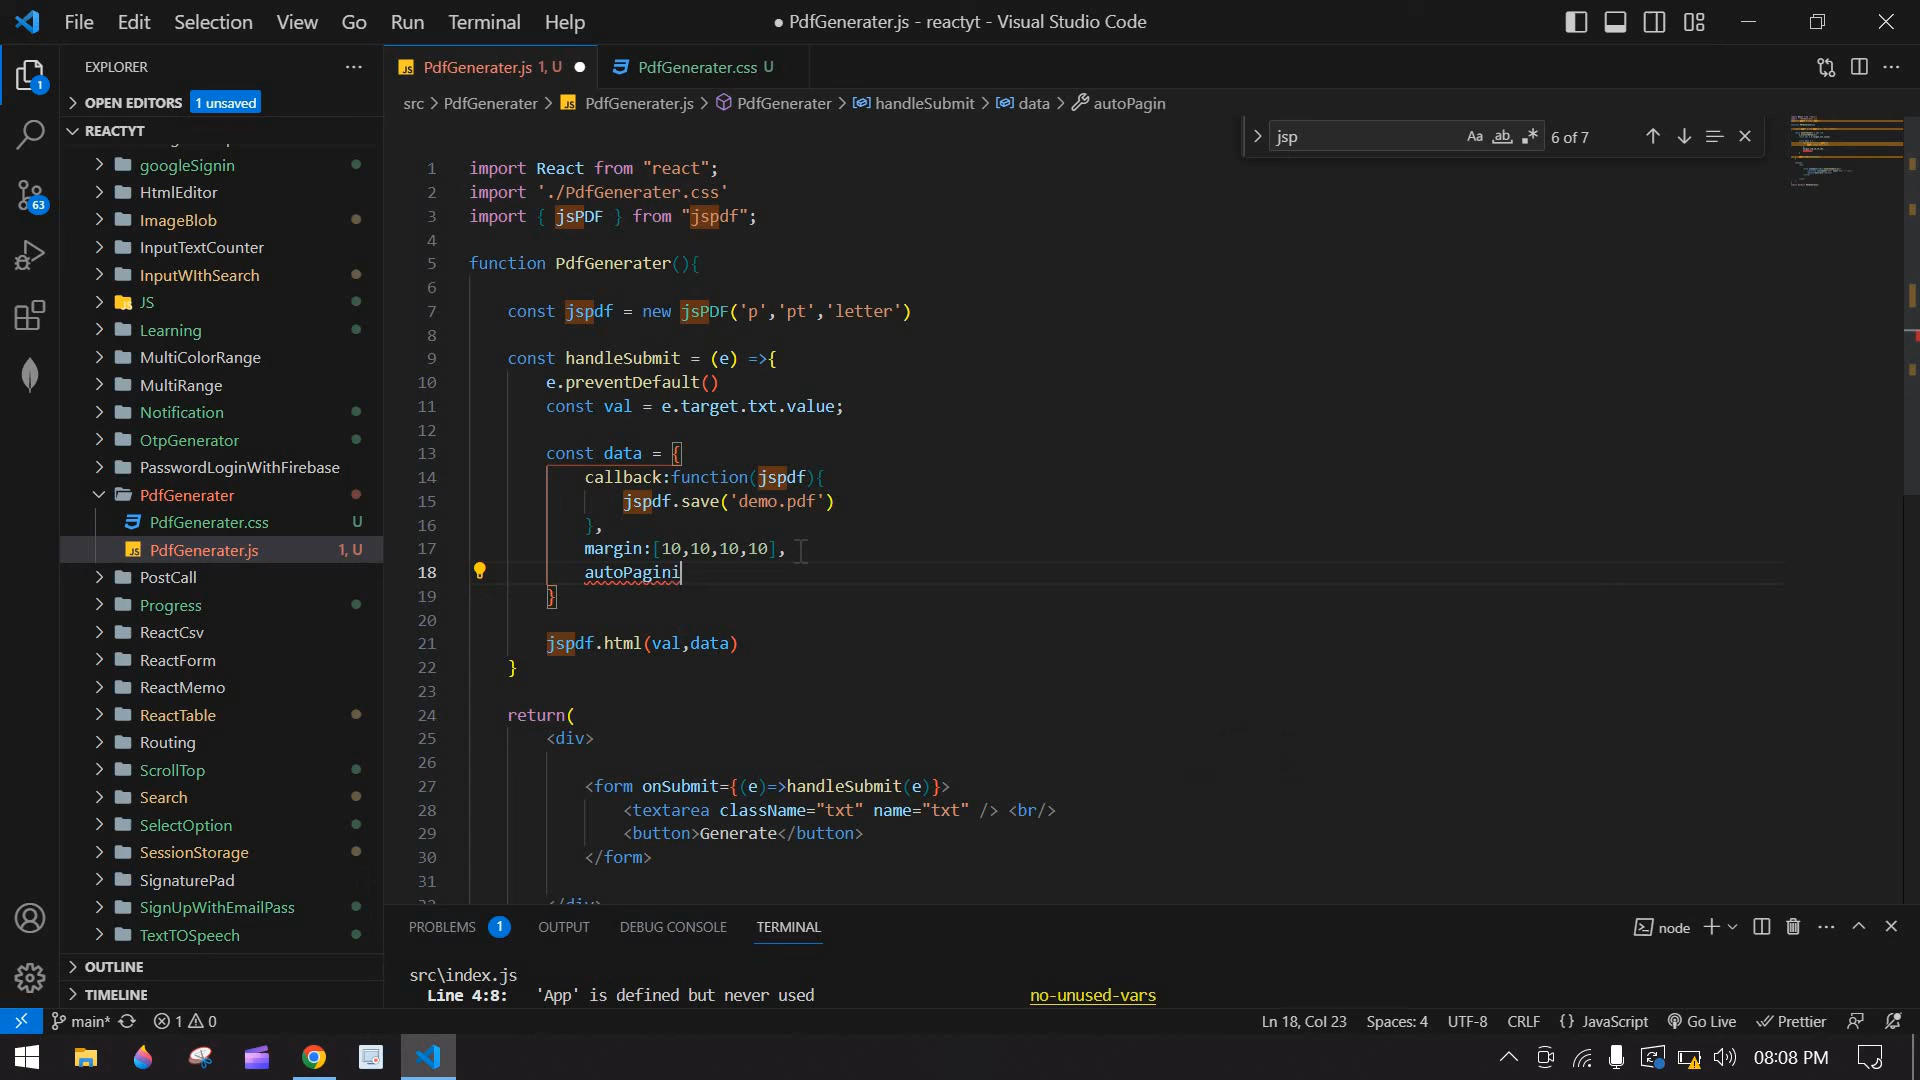 File Edit Selection View Go Run Terminal Help
● PdfGenerater.js - reactyt - Visual Studio Code
EXPLORER
OPEN EDITORS 1 unsaved
REACTYT
googleSignin
HtmlEditor
ImageBlob
InputTextCounter
InputWIthSearch
JS
Learning
MultiColorRange
MultiRange
Notification
OtpGenerator
PasswordLoginWithFirebase
PdfGenerater
PdfGenerater.css U
PdfGenerater.js 1, U
PostCall
Progress
ReactCsv
ReactForm
ReactMemo
ReactTable
Routing
ScrollTop
Search
SelectOption
SessionStorage
SignaturePad
SignUpWithEmailPass
TextTOSpeech
OUTLINE
TIMELINE
1
63
JS PdfGenerater.js 1, U ●
PdfGenerater.css U
src > PdfGenerater > JS PdfGenerater.js > PdfGenerater > handleSubmit > data > autoPagin
jsp Aa ab 6 of 7
1 import React from "react";
2 import './PdfGenerater.css'
3 import { jsPDF } from "jspdf";
4
5 function PdfGenerater(){
6
7 const jspdf = new jsPDF('p','pt','letter')
8
9 const handleSubmit = (e) =>{
10 e.preventDefault()
11 const val = e.target.txt.value;
12
13 const data = {
14 callback:function(jspdf){
15 jspdf.save('demo.pdf')
16 },
17 margin:[10,10,10,10],
18 autoPagini
19 }
20
21 jspdf.html(val,data)
22 }
23
24 return(
25 <div>
26
27 <form onSubmit={(e)=>handleSubmit(e)}>
28 <textarea className="txt" name="txt" /> <br/>
29 <button>Generate</button>
30 </form>
31
32 </div>
PROBLEMS 1 OUTPUT DEBUG CONSOLE TERMINAL
node
src\index.js
Line 4:8: 'App' is defined but never used no-unused-vars
main* 1 0
Ln 18, Col 23 Spaces: 4 UTF-8 CRLF {} JavaScript Go Live Prettier
08:08 PM